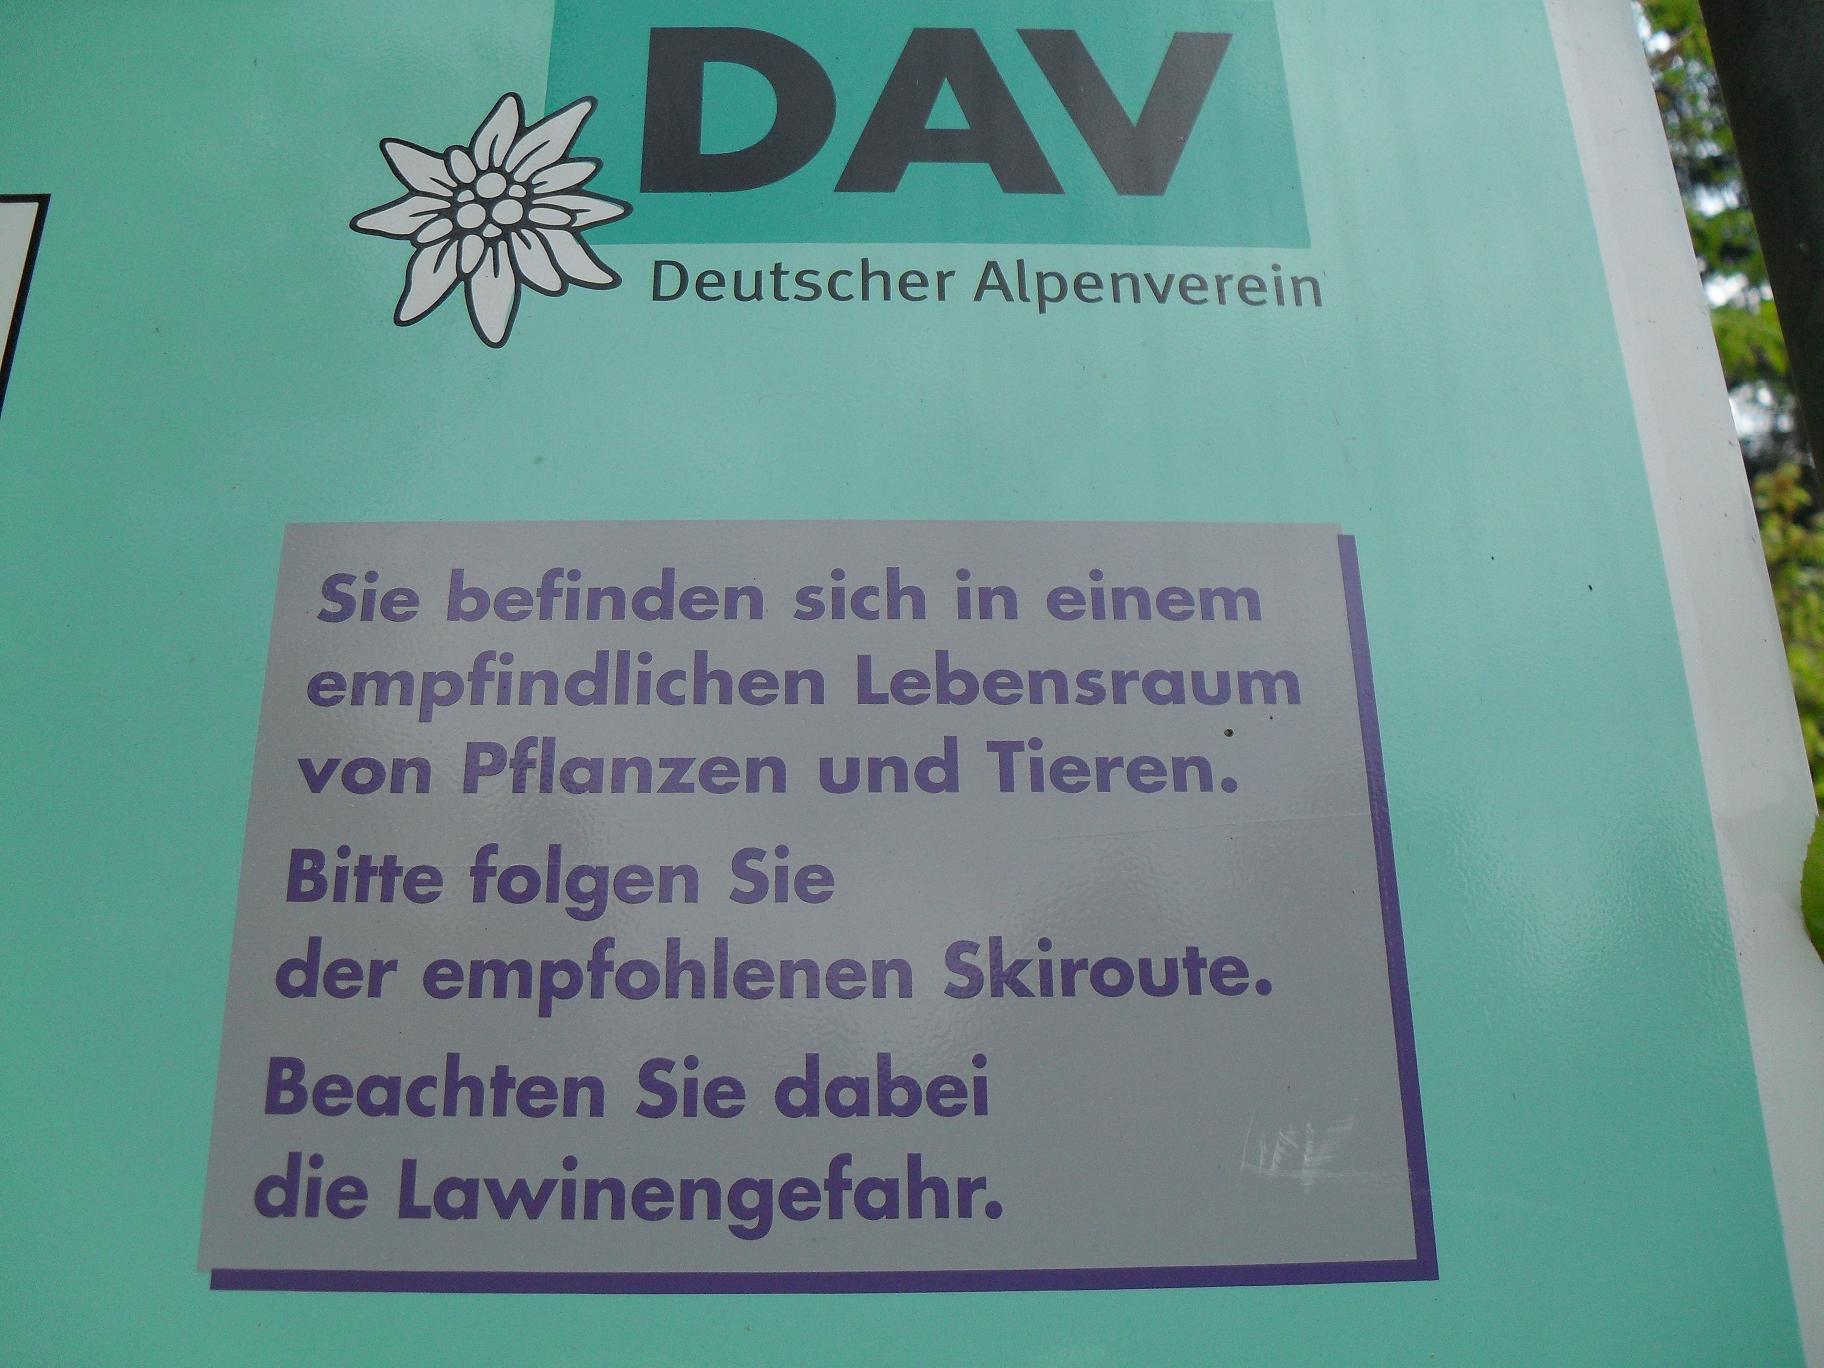 DAV
Deutscher Alpenverein
Sie befinden sich in einem
empfindlichen Lebensraum
von Pflanzen und Tieren.
Bitte folgen Sie
der empfohlenen Skiroute.
Beachten Sie dabei
die Lawinengefahr.